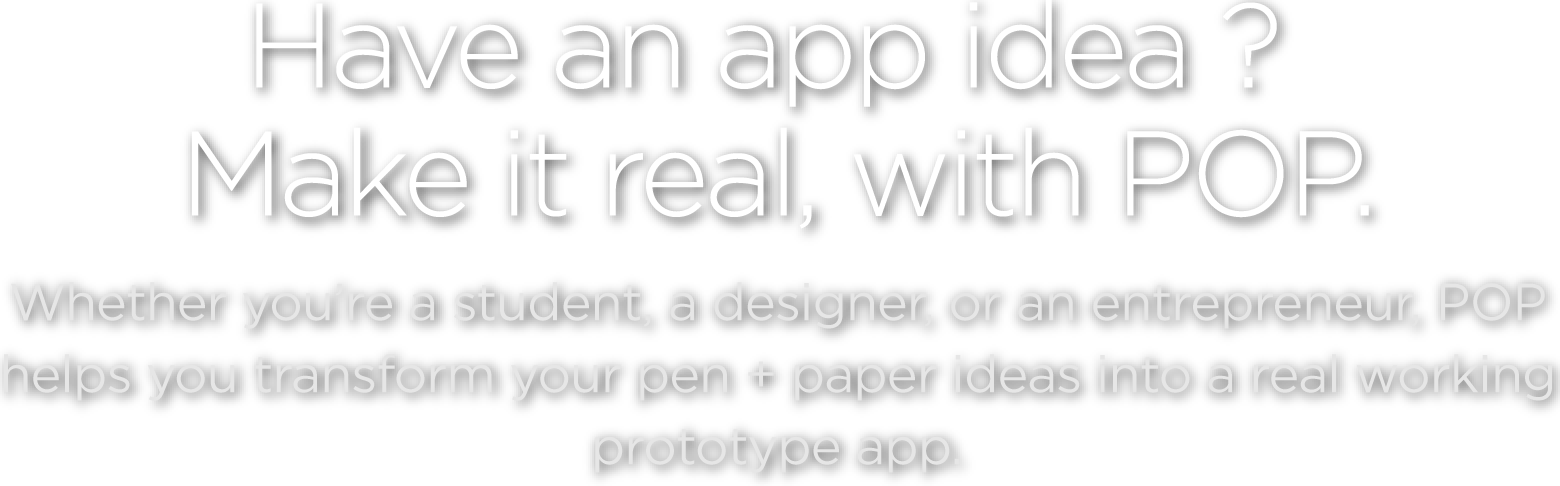 Have an app idea ?
Make it real, with POP.
Whether you're a student, a designer, or an entrepreneur, POP
helps you transform your pen + paper ideas into a real working
prototype app.